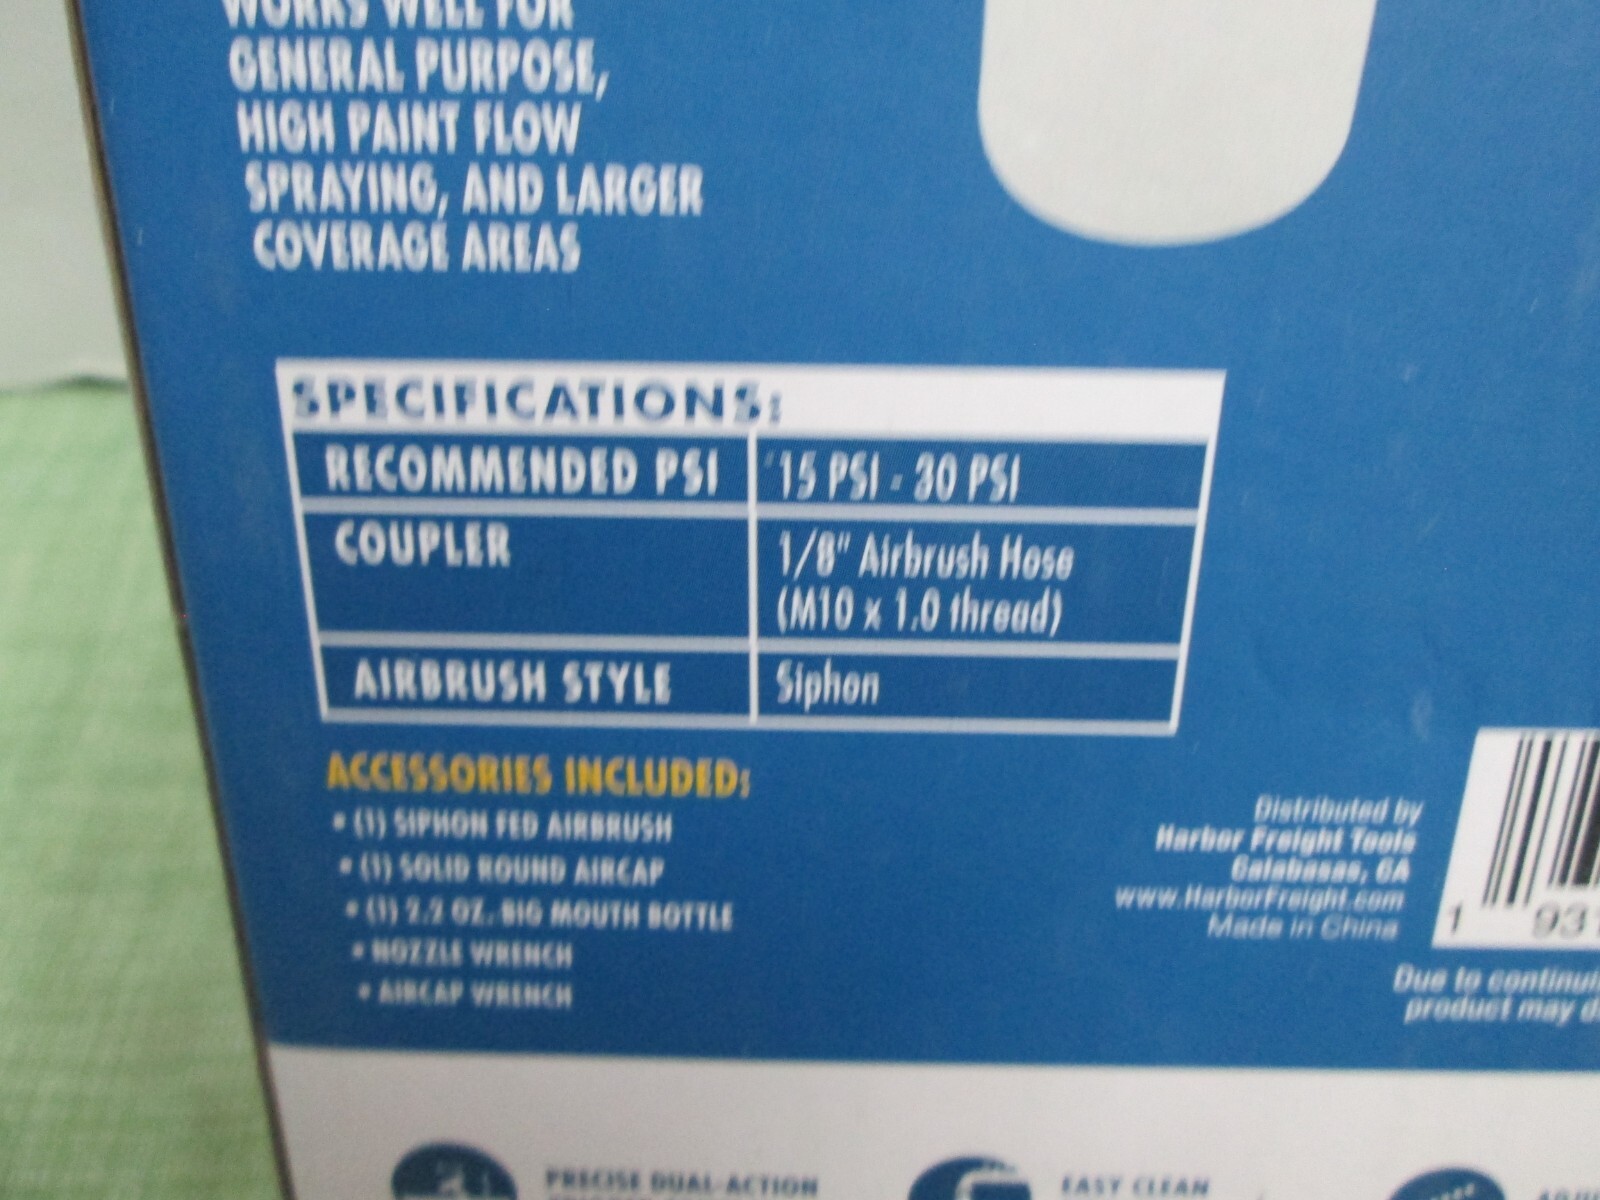 WORKS WELL FOR
GENERAL PURPOSE,
HIGH PAINT FLOW
SPRAYING, AND LARGER
COVERAGE AREAS
SPECIFICATIONS:
RECOMMENDED PSI 15 PSI - 30 PSI
COUPLER 1/8" Airbrush Hose
(M10 x 1.0 thread)
AIRBRUSH STYLE Siphon
ACCESSORIES INCLUDED:
• (1) SIPHON FED AIRBRUSH
• (1) SOLID ROUND AIRCAP
• (1) 2.2 OZ. BIG MOUTH BOTTLE
• NOZZLE WRENCH
• AIRCAP WRENCH
Distributed by
Harbor Freight Tools
Calabasas, CA
www.HarborFreight.com
Made in China
1 931
Due to
product may
PRECISE DUAL-ACTION
EASY CLEAN